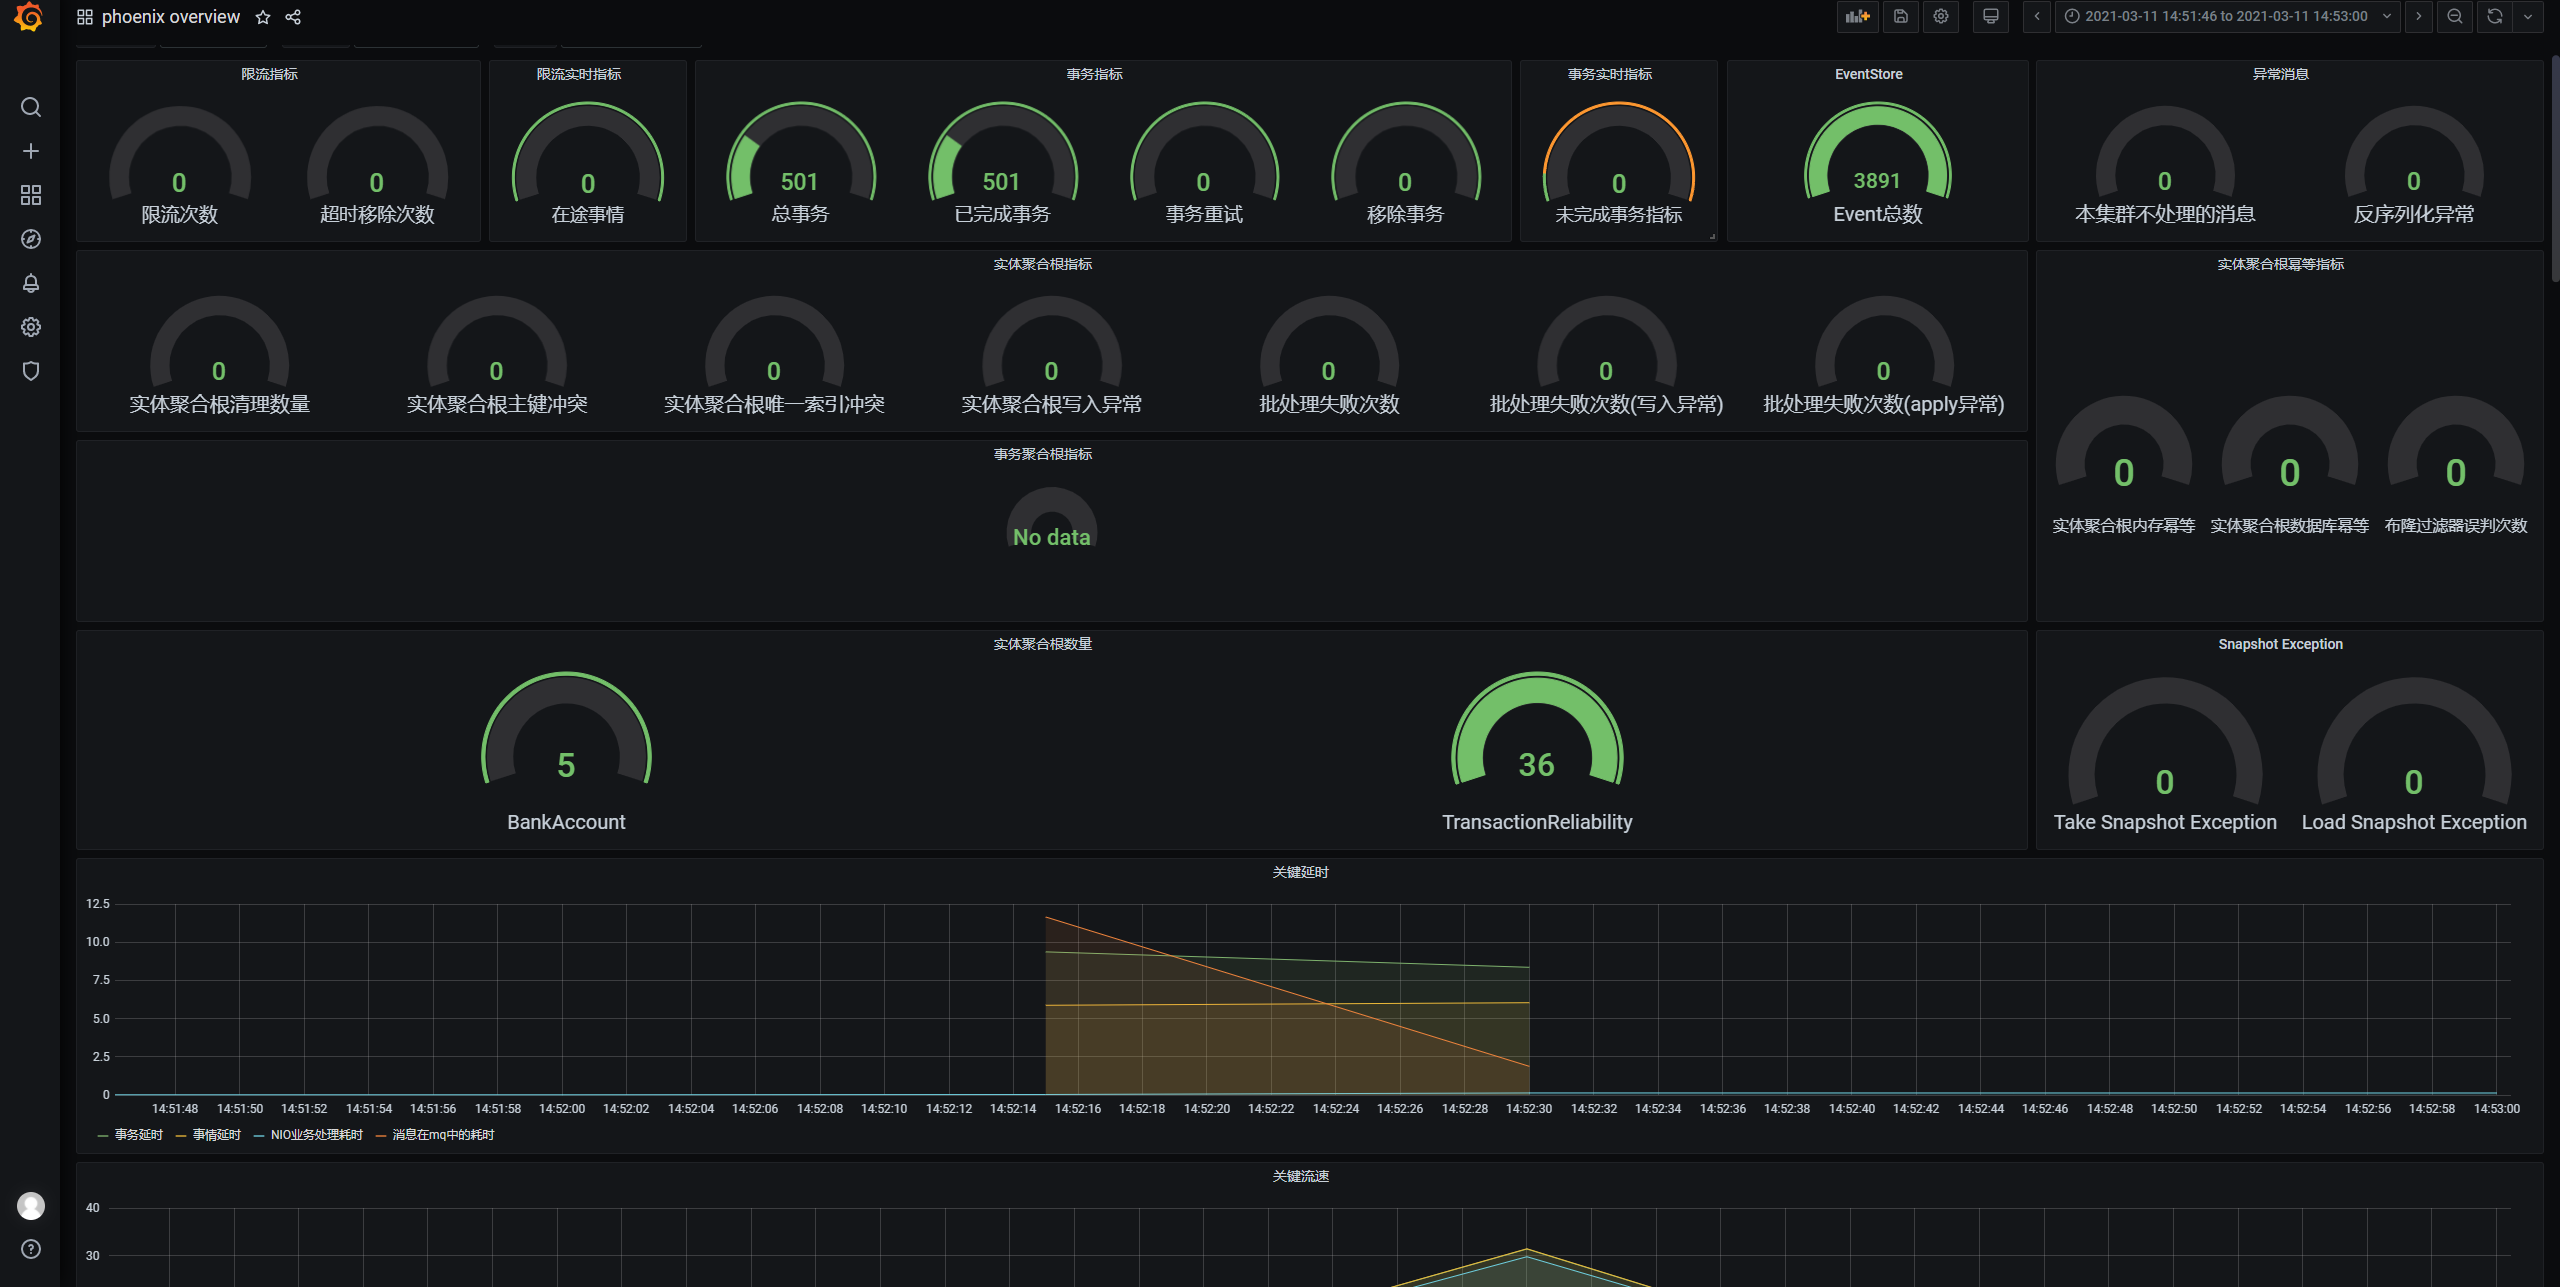 phoenix overview
2021-03-11 14:51:46 to 2021-03-11 14:53:00
限流指标
0
限流次数
0
超时移除次数
限流实时指标
0
在途事情
事务指标
501
总事务
501
已完成事务
0
事务重试
0
移除事务
事务实时指标
0
未完成事务指标
EventStore
3891
Event总数
异常消息
0
本集群不处理的消息
0
反序列化异常
实体聚合根指标
0
实体聚合根清理数量
0
实体聚合根主键冲突
0
实体聚合根唯一索引冲突
0
实体聚合根写入异常
0
批处理失败次数
0
批处理失败次数(写入异常)
0
批处理失败次数(apply异常)
实体聚合根幂等指标
0
实体聚合根内存幂等
0
实体聚合根数据库幂等
0
布隆过滤器误判次数
事务聚合根指标
No data
实体聚合根数量
5
BankAccount
36
TransactionReliability
Snapshot Exception
0
Take Snapshot Exception
0
Load Snapshot Exception
关键延时
12.5
10.0
7.5
5.0
2.5
0
14:51:48 14:51:50 14:51:52 14:51:54 14:51:56 14:51:58 14:52:00 14:52:02 14:52:04 14:52:06 14:52:08 14:52:10 14:52:12 14:52:14 14:52:16 14:52:18 14:52:20 14:52:22 14:52:24 14:52:26 14:52:28 14:52:30 14:52:32 14:52:34 14:52:36 14:52:38 14:52:40 14:52:42 14:52:44 14:52:46 14:52:48 14:52:50 14:52:52 14:52:54 14:52:56 14:52:58 14:53:00
事务延时 事情延时 NIO业务处理耗时 消息在mq中的耗时
关键流速
40
30